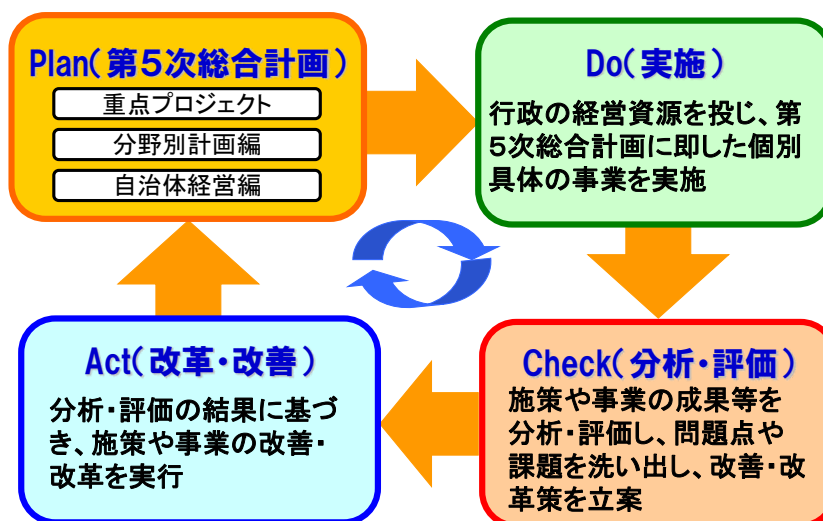 Plan(第５次総合計画)
重点プロジェクト
分野別計画編
自治体経営編
Do(実施)
行政の経営資源を投じ、第
５次総合計画に即した個別
具体の事業を実施
Act(改革・改善)
分析・評価の結果に基づ
き、施策や事業の改善・
改革を実行
Check(分析・評価)
施策や事業の成果等を
分析・評価し、問題点や
課題を洗い出し、改善・改
革策を立案